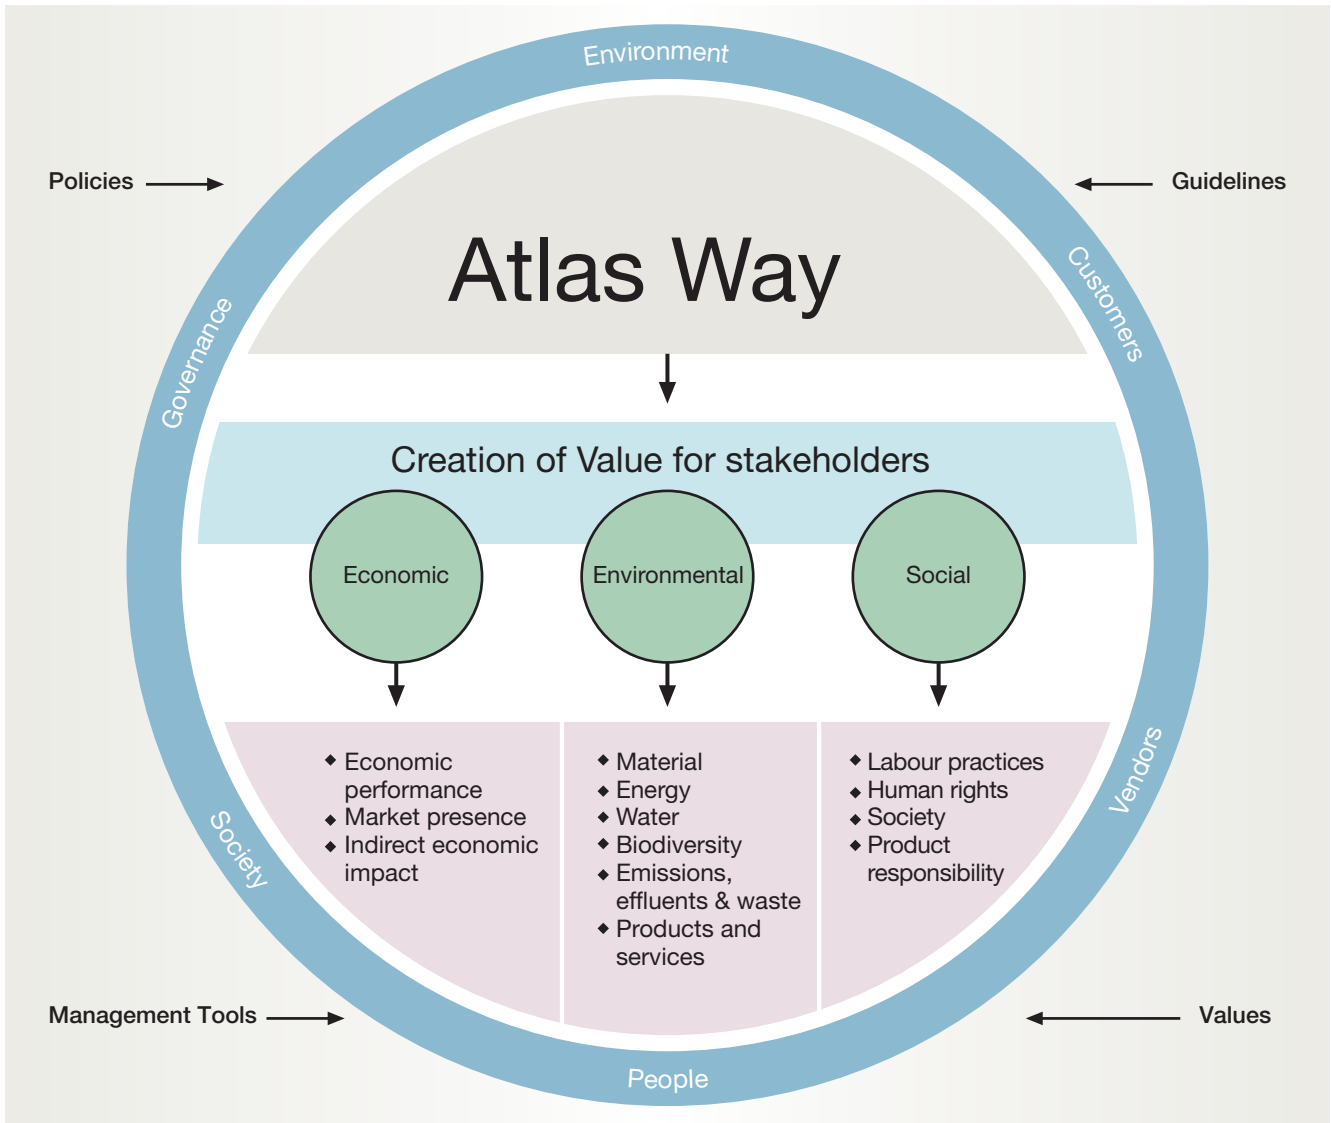 Environment
Policies
Guidelines
Customers
Governance
Atlas Way
Creation of Value for stakeholders
Economic
Environmental
Social
◆ Economic
performance
◆ Market presence
◆ Indirect economic
impact
◆ Material
◆ Energy
◆ Water
◆ Biodiversity
◆ Emissions,
effluents & waste
◆ Products and
services
◆ Labour practices
◆ Human rights
◆ Society
◆ Product
responsibility
Vendors
Society
Management Tools
Values
People